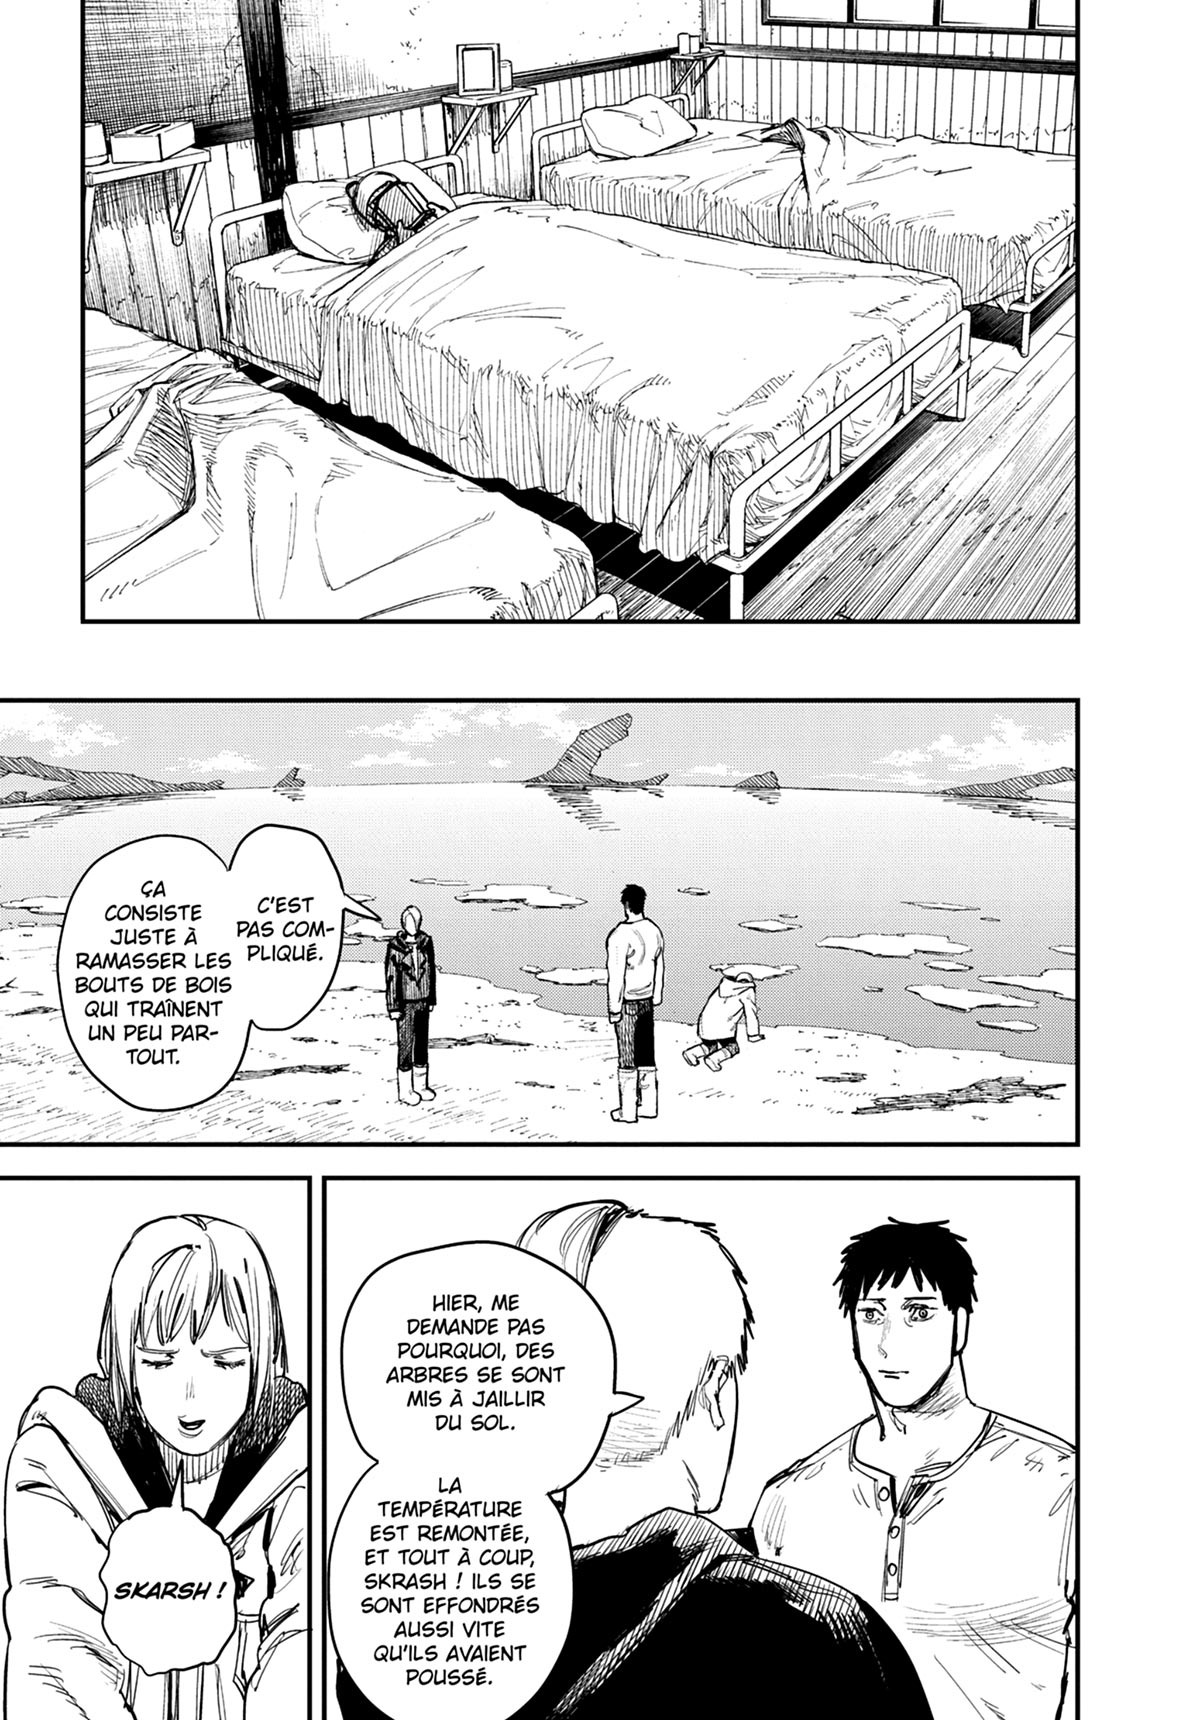 C'EST
PAS COM-
PLIQUÉ.
ÇA
CONSISTE
JUSTE À
RAMASSER LES
BOUTS DE BOIS
QUI TRAÎNENT
UN PEU PAR-
TOUT.
HIER, ME
DEMANDE PAS
POURQUOI, DES
ARBRES SE SONT
MIS À JAILLIR
DU SOL.
LA
TEMPÉRATURE
EST REMONTÉE,
ET TOUT À COUP,
SKRASH ! ILS SE
SONT EFFONDRÉS
AUSSI VITE
QU'ILS AVAIENT
POUSSÉ.
SKARSH !